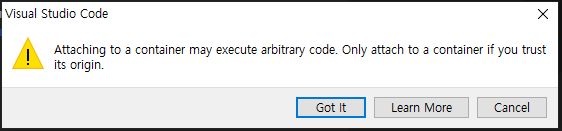 Visual Studio Code
Attaching to a container may execute arbitrary code. Only attach to a container if you trust
its origin.
Got It
Learn More
Cancel